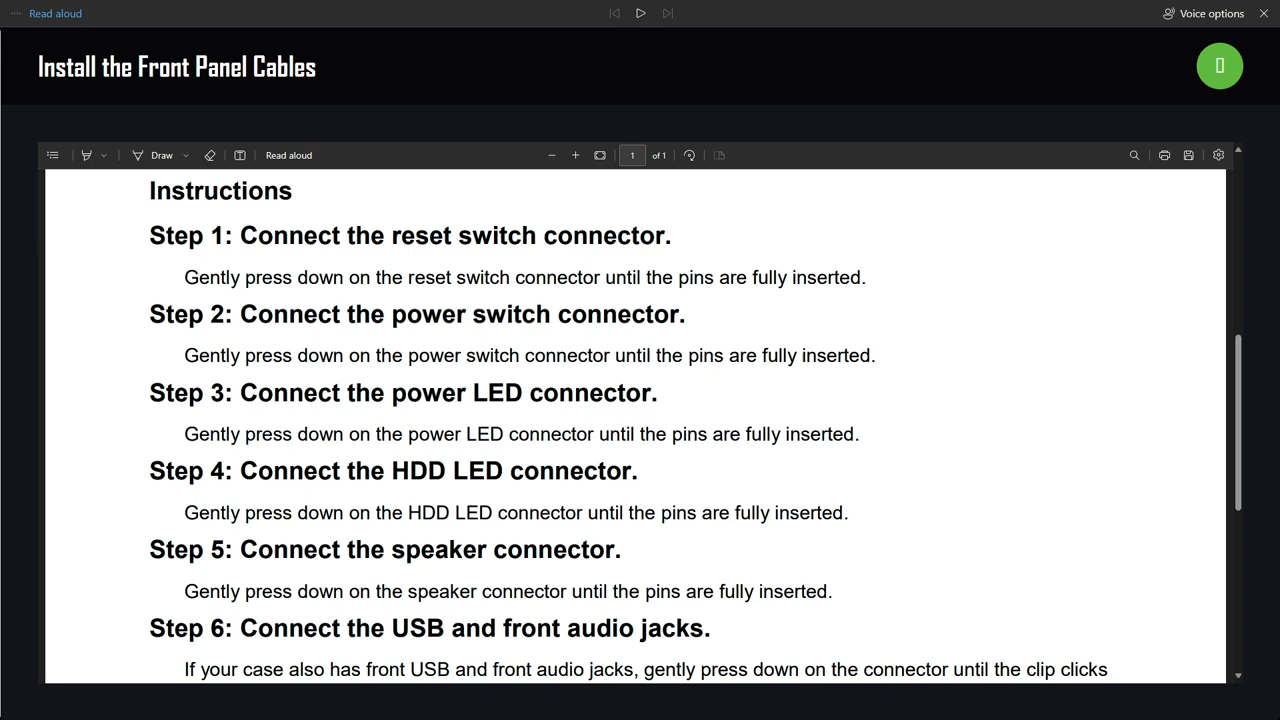 Read aloud
Voice options
Install the Front Panel Cables
Draw
Read aloud
1 of 1
Instructions
Step 1: Connect the reset switch connector.
Gently press down on the reset switch connector until the pins are fully inserted.
Step 2: Connect the power switch connector.
Gently press down on the power switch connector until the pins are fully inserted.
Step 3: Connect the power LED connector.
Gently press down on the power LED connector until the pins are fully inserted.
Step 4: Connect the HDD LED connector.
Gently press down on the HDD LED connector until the pins are fully inserted.
Step 5: Connect the speaker connector.
Gently press down on the speaker connector until the pins are fully inserted.
Step 6: Connect the USB and front audio jacks.
If your case also has front USB and front audio jacks, gently press down on the connector until the clip clicks